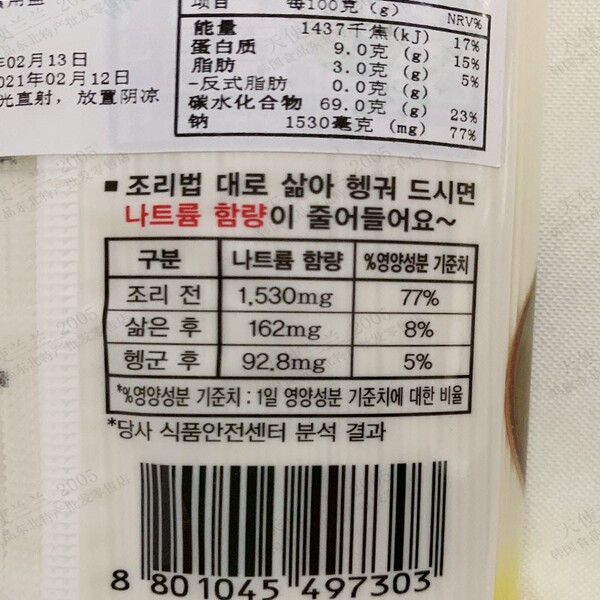 项目 每100克 (g) NRV%
能量 1437千焦(kJ) 17%
蛋白质 9.0克 (g) 15%
脂肪 3.0克 (g) 5%
-反式脂肪 0.0克 (g)
碳水化合物 69.0克 (g) 23%
钠 1530毫克 (mg) 77%
年02月13日
021年02月12日
光直射，放置阴凉
■ 조리법 대로 삶아 헹궈 드시면
나트륨 함량이 줄어들어요~
구분 나트륨 함량 %영양성분 기준치
조리 전 1,530mg 77%
삶은 후 162mg 8%
헹군 후 92.8mg 5%
*%영양성분 기준치 : 1일 영양성분 기준치에 대한 비율
*당사 식품안전센터 분석 결과
8 801045 497303